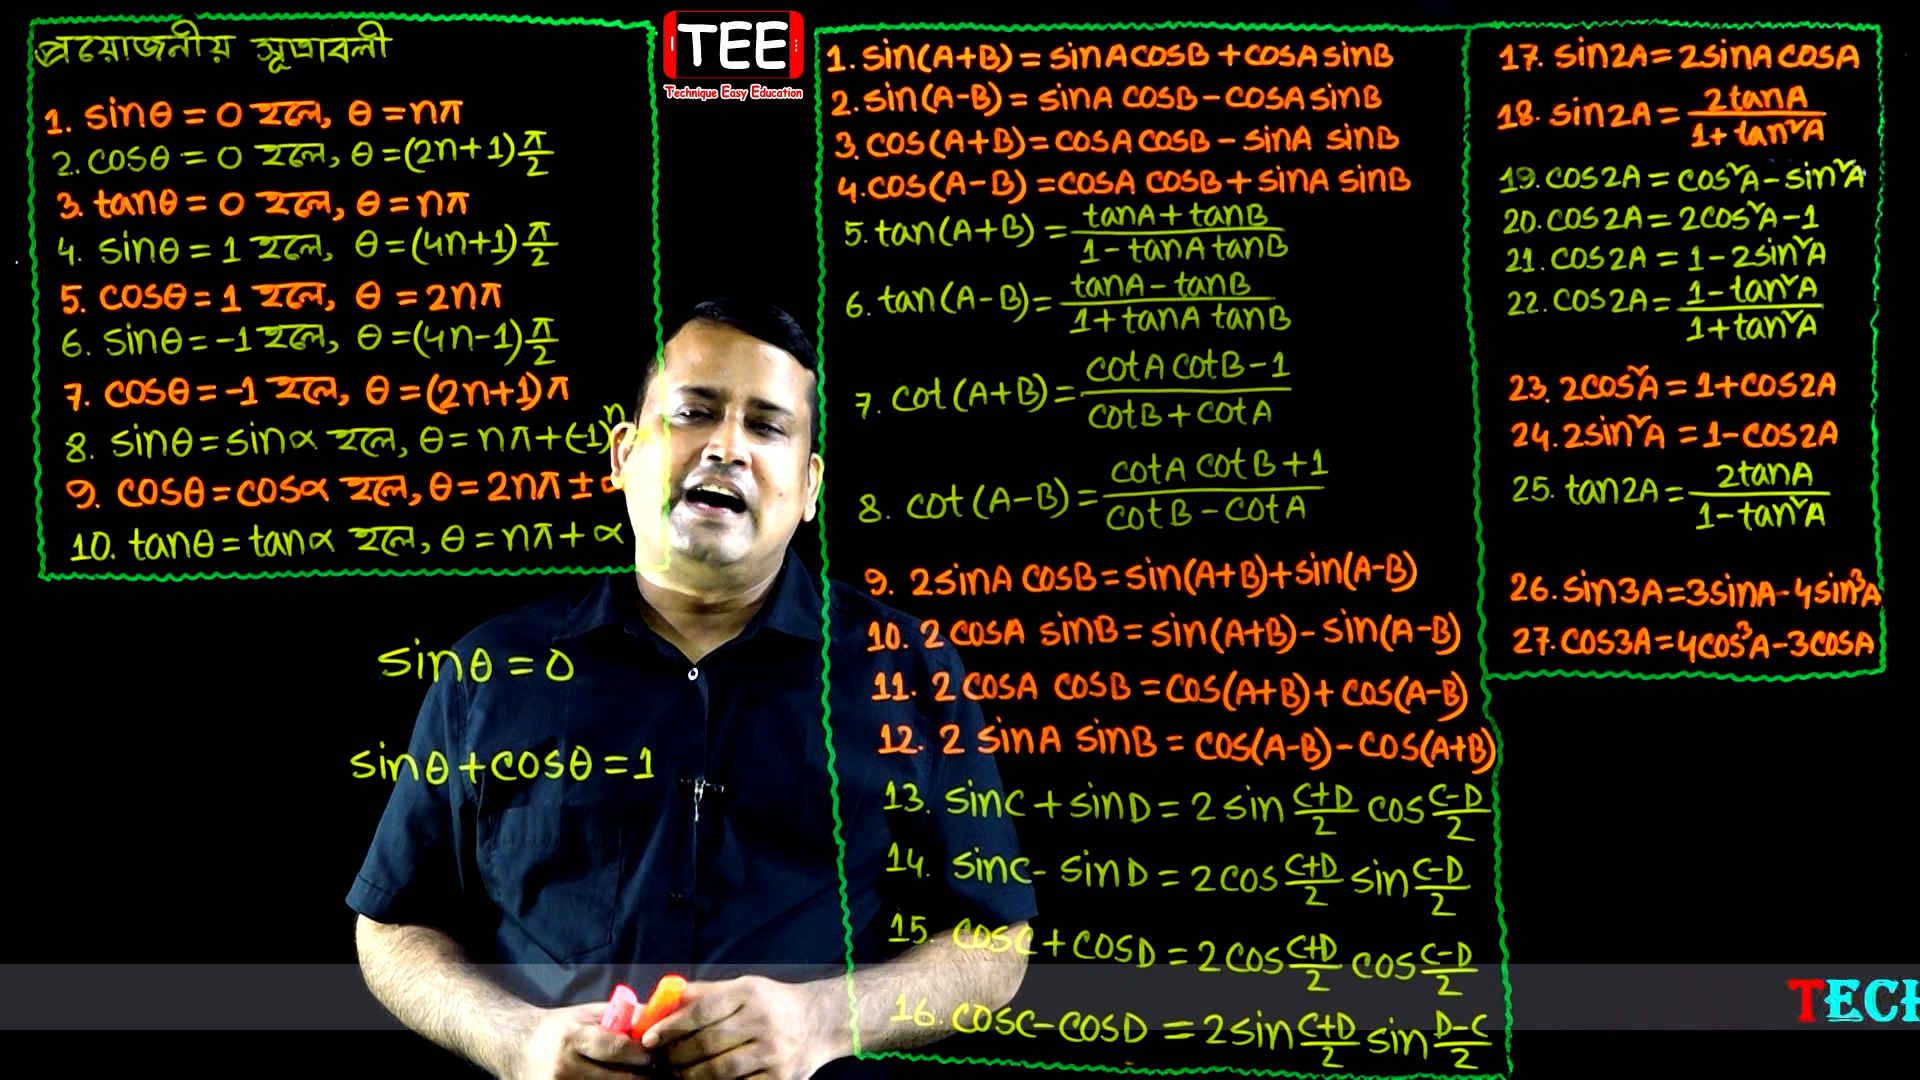 প্রয়োজনীয় সূত্রাবলী
1. sinθ = 0 হলে, θ = nπ
2. cosθ = 0 হলে, θ = (2n+1)π/2
3. tanθ = 0 হলে, θ = nπ
4. sinθ = 1 হলে, θ = (4n+1)π/2
5. cosθ = 1 হলে, θ = 2nπ
6. sinθ = -1 হলে, θ = (4n-1)π/2
7. cosθ = -1 হলে, θ = (2n+1)π
8. sinθ = sinα হলে, θ = nπ+(-1)ⁿ
9. cosθ = cosα হলে, θ = 2nπ ± α
10. tanθ = tanα হলে, θ = nπ + α
sinθ = 0
sinθ + cosθ = 1
TEE
Technique Easy Education
1. sin(A+B) = sinA cosB + cosA sinB
2. sin(A-B) = sinA cosB - cosA sinB
3. cos(A+B) = cosA cosB - sinA sinB
4. cos(A-B) = cosA cosB + sinA sinB
5. tan(A+B) = (tanA + tanB)/(1 - tanA tanB)
6. tan(A-B) = (tanA - tanB)/(1 + tanA tanB)
7. cot(A+B) = (cotA cotB - 1)/(cotB + cotA)
8. cot(A-B) = (cotA cotB + 1)/(cotB - cotA)
9. 2sinA cosB = sin(A+B) + sin(A-B)
10. 2 cosA sinB = sin(A+B) - sin(A-B)
11. 2 cosA cosB = cos(A+B) + cos(A-B)
12. 2 sinA sinB = cos(A-B) - cos(A+B)
13. sinC + sinD = 2 sin (C+D)/2 cos (C-D)/2
14. sinC - sinD = 2cos (C+D)/2 sin (C-D)/2
15. cosC + cosD = 2cos (C+D)/2 cos (C-D)/2
16. cosC - cosD = 2sin (C+D)/2 sin (D-C)/2
17. sin2A = 2sinA cosA
18. sin2A = 2tanA/(1+tan²A)
19. cos2A = cos²A - sin²A
20. cos2A = 2cos²A - 1
21. cos2A = 1 - 2sin²A
22. cos2A = (1 - tan²A)/(1 + tan²A)
23. 2cos²A = 1 + cos2A
24. 2sin²A = 1 - cos2A
25. tan2A = 2tanA/(1 - tan²A)
26. sin3A = 3sinA - 4sin³A
27. cos3A = 4cos³A - 3cosA
TECH